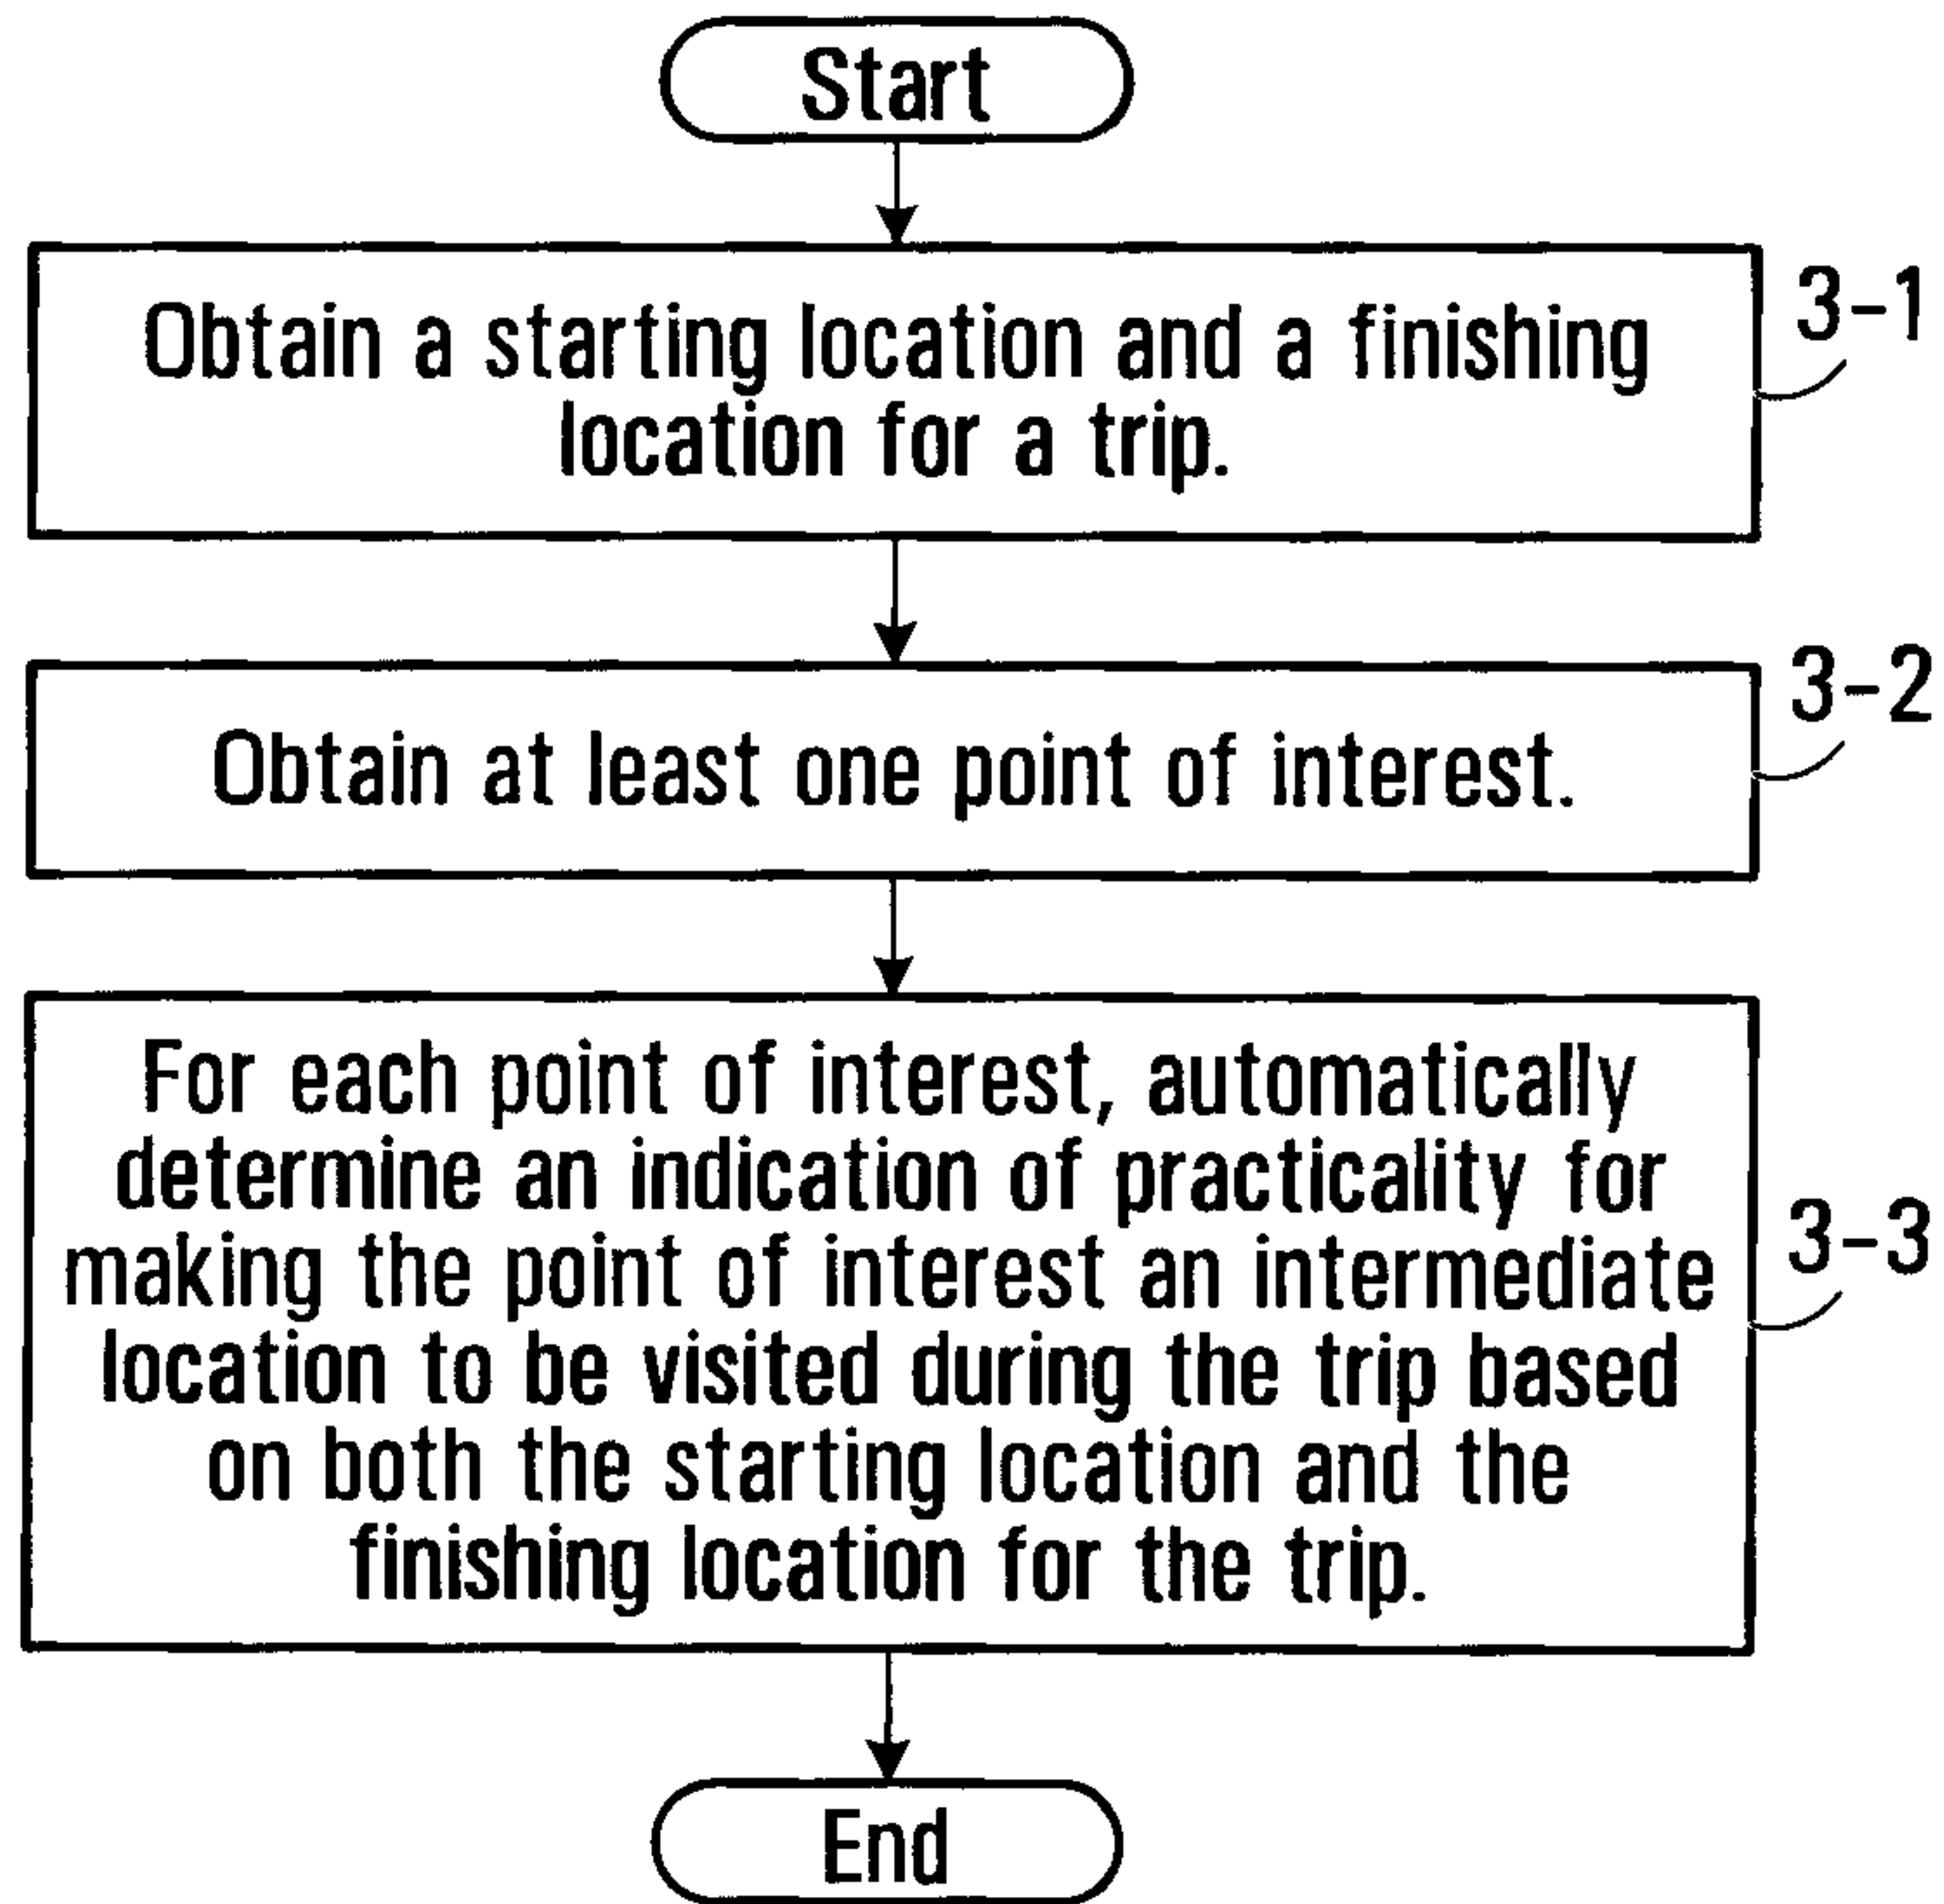 Start
Obtain a starting location and a finishing
location for a trip.
3-1
Obtain at least one point of interest.
3-2
For each point of interest, automatically
determine an indication of practicality for
making the point of interest an intermediate
location to be visited during the trip based
on both the starting location and the
finishing location for the trip.
3-3
End